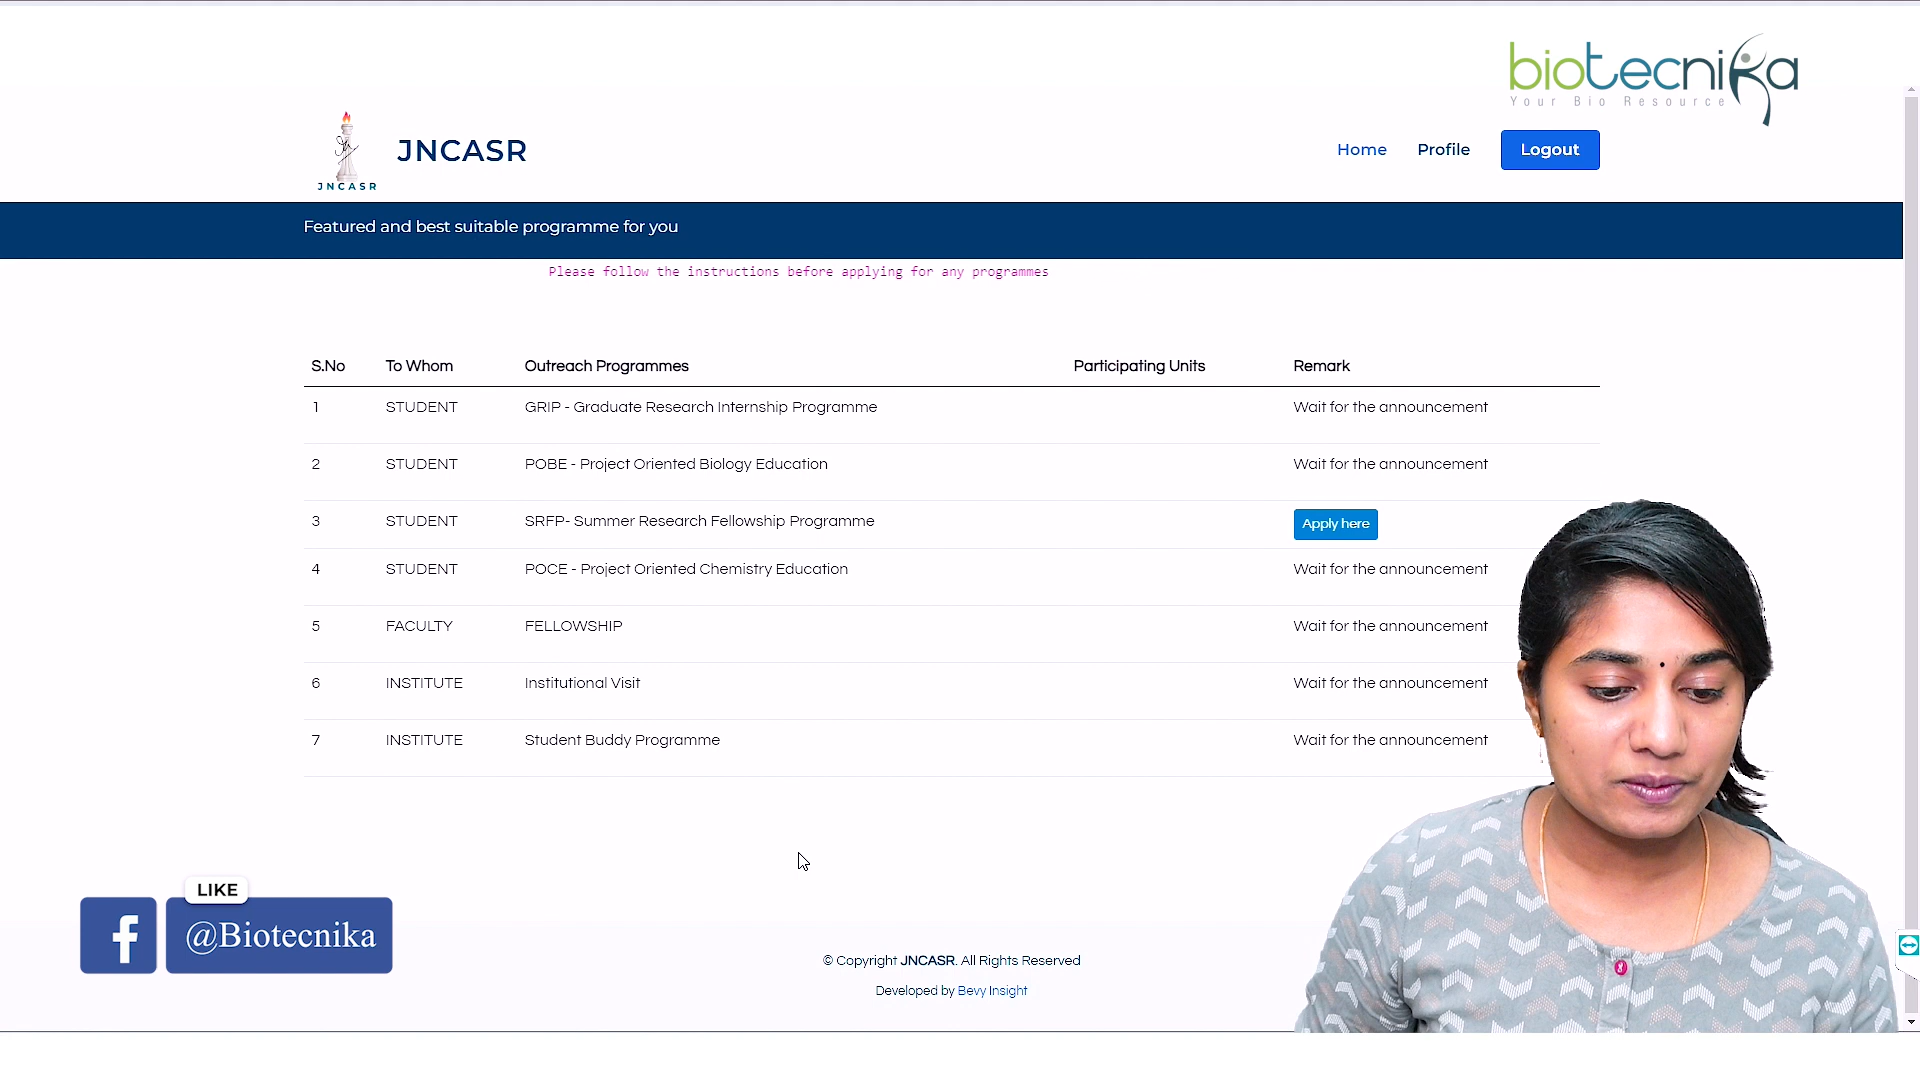 biotecnika
Your Bio Resource
JNCASR
JNCASR
Home
Profile
Logout
Featured and best suitable programme for you
Please follow the instructions before applying for any programmes
S.No To Whom Outreach Programmes Participating Units Remark
1 STUDENT GRIP - Graduate Research Internship Programme Wait for the announcement
2 STUDENT POBE - Project Oriented Biology Education Wait for the announcement
3 STUDENT SRFP- Summer Research Fellowship Programme Apply here
4 STUDENT POCE - Project Oriented Chemistry Education Wait for the announcement
5 FACULTY FELLOWSHIP Wait for the announcement
6 INSTITUTE Institutional Visit Wait for the announcement
7 INSTITUTE Student Buddy Programme Wait for the announcement
LIKE
f @Biotecnika
© Copyright JNCASR. All Rights Reserved
Developed by Bevy Insight